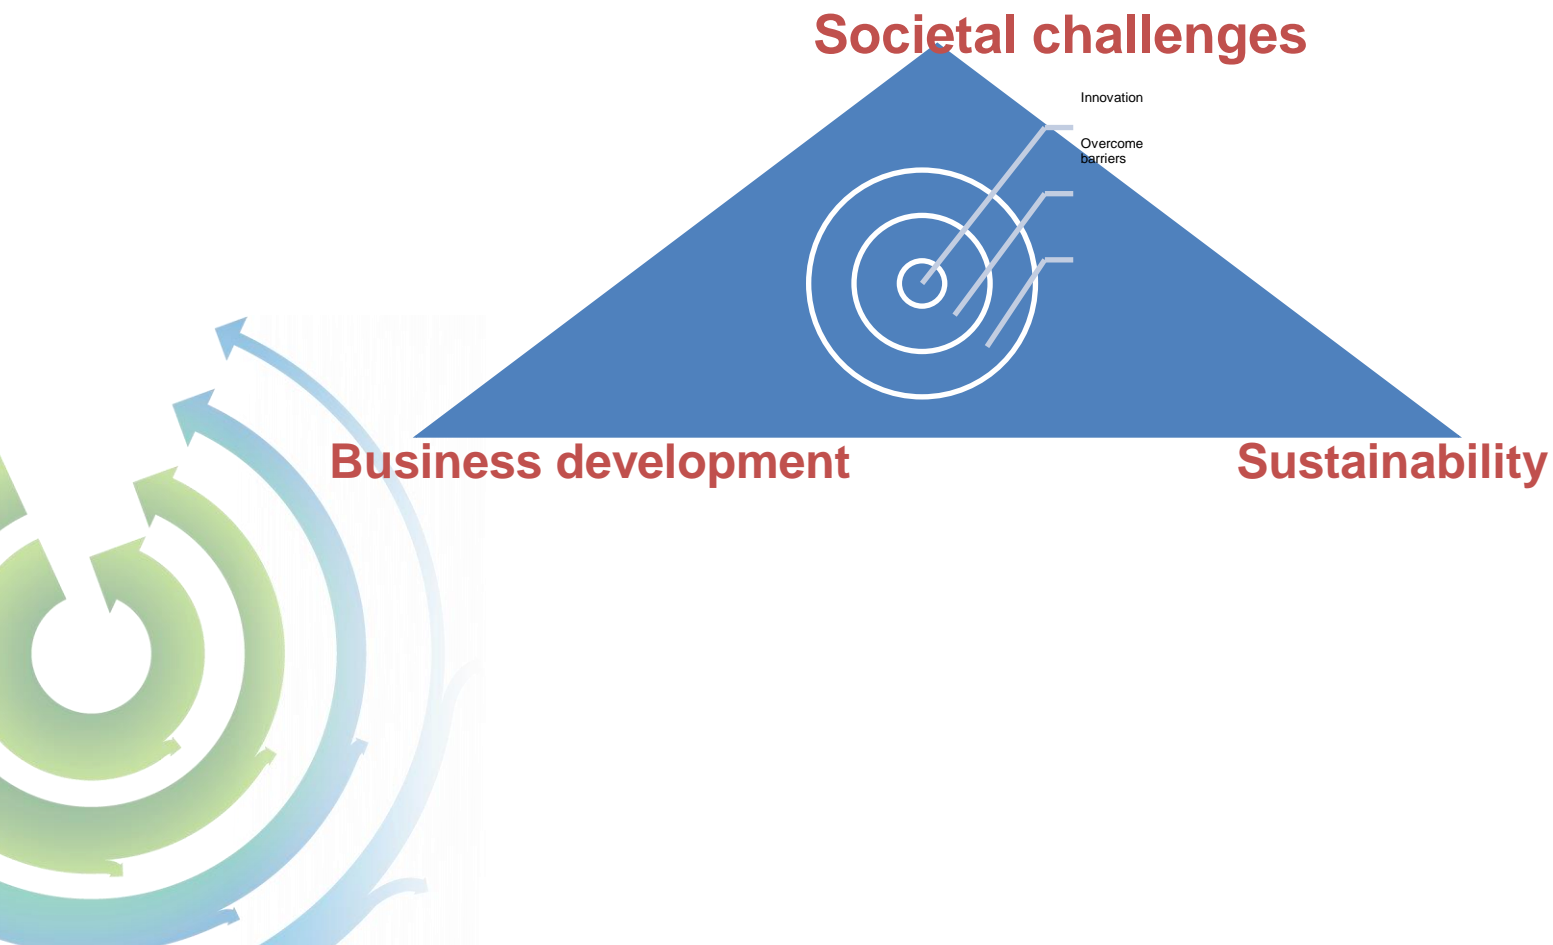 Societal challenges
Innovation
Overcome
barriers
Business development
Sustainability